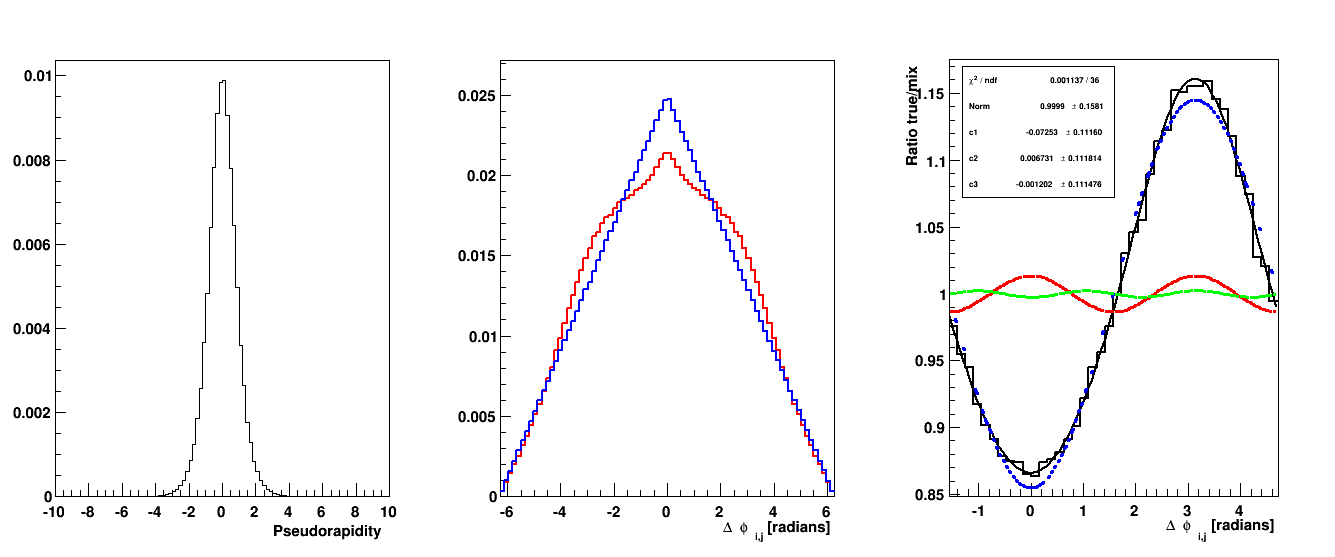 0.01
0.008
0.006
0.004
0.002
0
-10 -8 -6 -4 -2 0 2 4 6 8 10
Pseudorapidity
0.025
0.02
0.015
0.01
0.005
0
-6 -4 -2 0 2 4 6
Δ φ i,j [radians]
Ratio true/mix
χ² / ndf 0.001137 / 36
Norm 0.9999 ± 0.1581
c1 -0.07253 ± 0.11160
c2 0.006731 ± 0.111814
c3 -0.001202 ± 0.111476
1.15
1.1
1.05
1
0.95
0.9
0.85
-1 0 1 2 3 4
Δ φ i,j [radians]